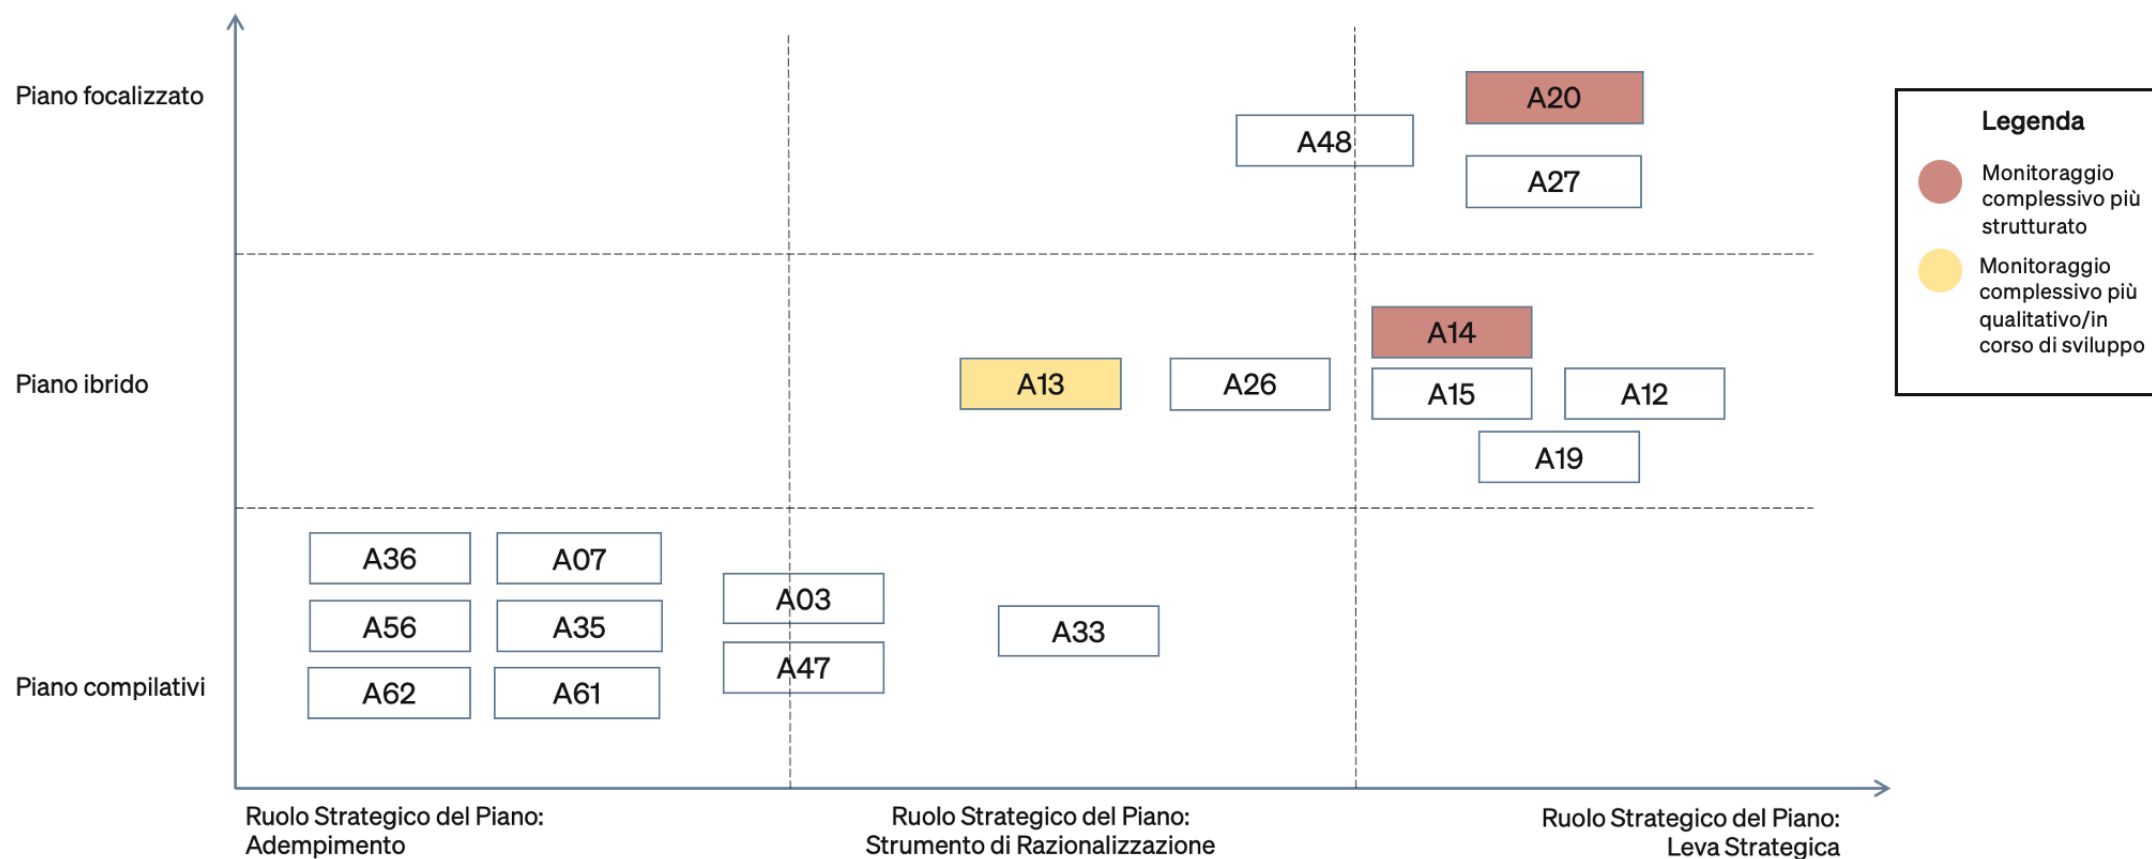 Piano focalizzato
A20
A48
A27
Legenda
Monitoraggio
complessivo più
strutturato
Monitoraggio
complessivo più
qualitativo/in
corso di sviluppo
Piano ibrido
A14
A13
A26
A15
A12
A19
A36
A07
A03
A56
A35
A33
A47
Piano compilativi
A62
A61
Ruolo Strategico del Piano:
Adempimento
Ruolo Strategico del Piano:
Strumento di Razionalizzazione
Ruolo Strategico del Piano:
Leva Strategica